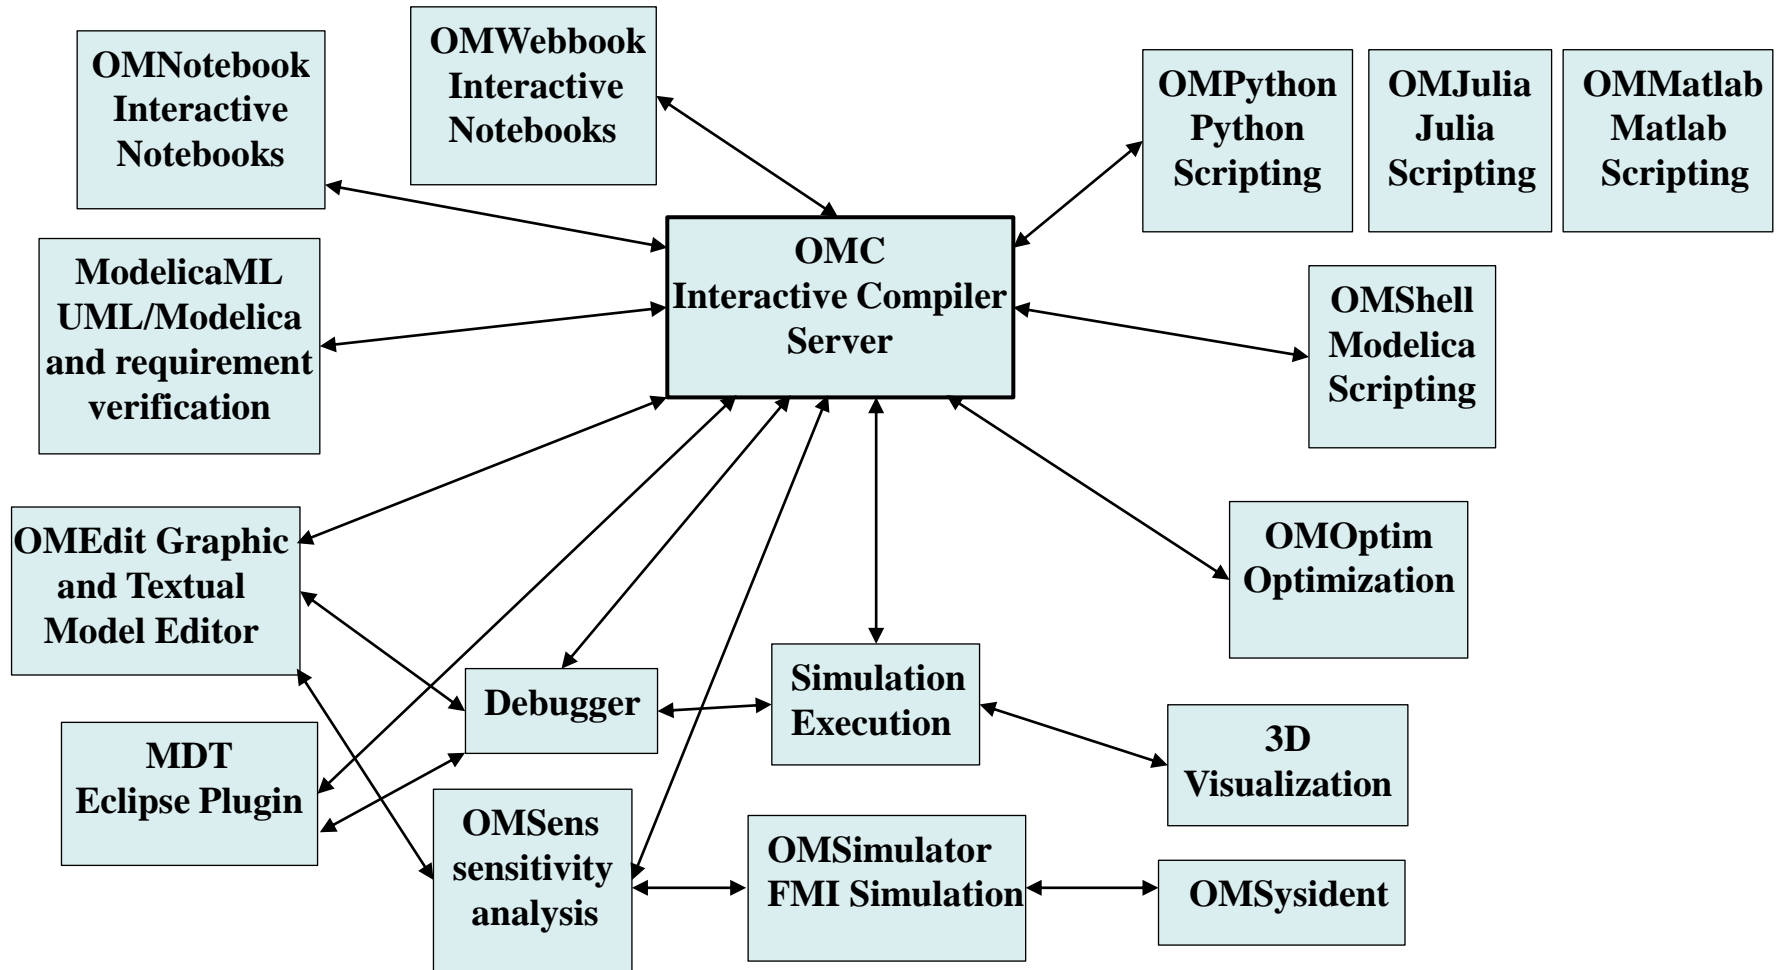 OMNotebook
Interactive
Notebooks
OMWebbook
Interactive
Notebooks
OMPython
Python
Scripting
OMJulia
Julia
Scripting
OMMatlab
Matlab
Scripting
ModelicaML
UML/Modelica
and requirement
verification
OMC
Interactive Compiler
Server
OMShell
Modelica
Scripting
OMEdit Graphic
and Textual
Model Editor
OMOptim
Optimization
Debugger
Simulation
Execution
MDT
Eclipse Plugin
3D
Visualization
OMSens
sensitivity
analysis
OMSimulator
FMI Simulation
OMSysident